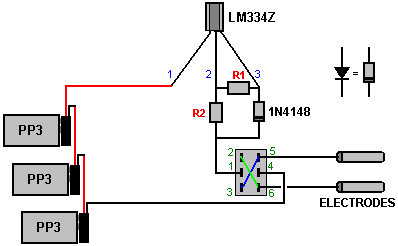 LM334Z
1 2 3
R1
R2
1N4148
=
PP3
PP3
PP3
2 5
1 4
3 6
ELECTRODES